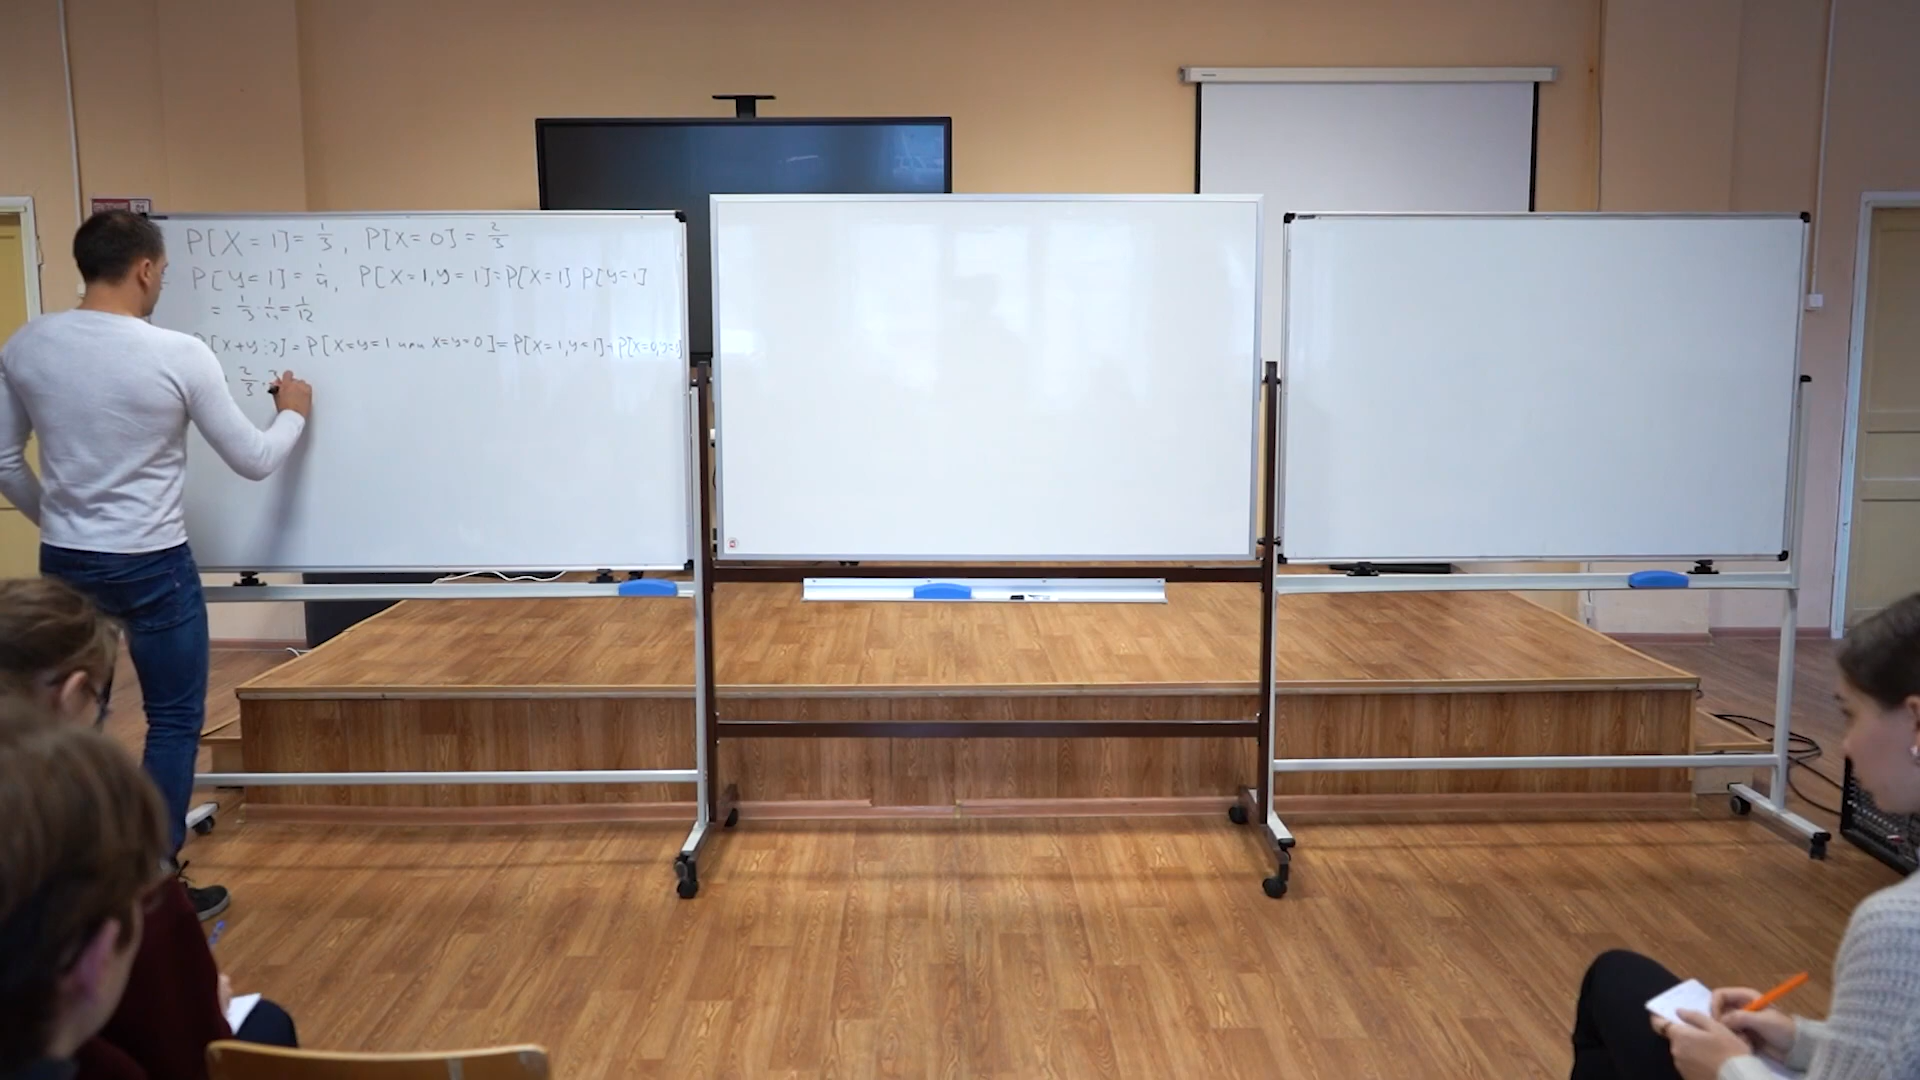 P[X=1]=1/3, P[X=0]=2/3
P[Y=1]=1/4, P[X=1,Y=1]=P[X=1] P[Y=1]
= 1/3·1/4=1/12
P[X+Y⋮2]=P[X=Y=1 или X=Y=0]=P[X=1,Y=1]+P[X=0,Y=0]
2/3 ·